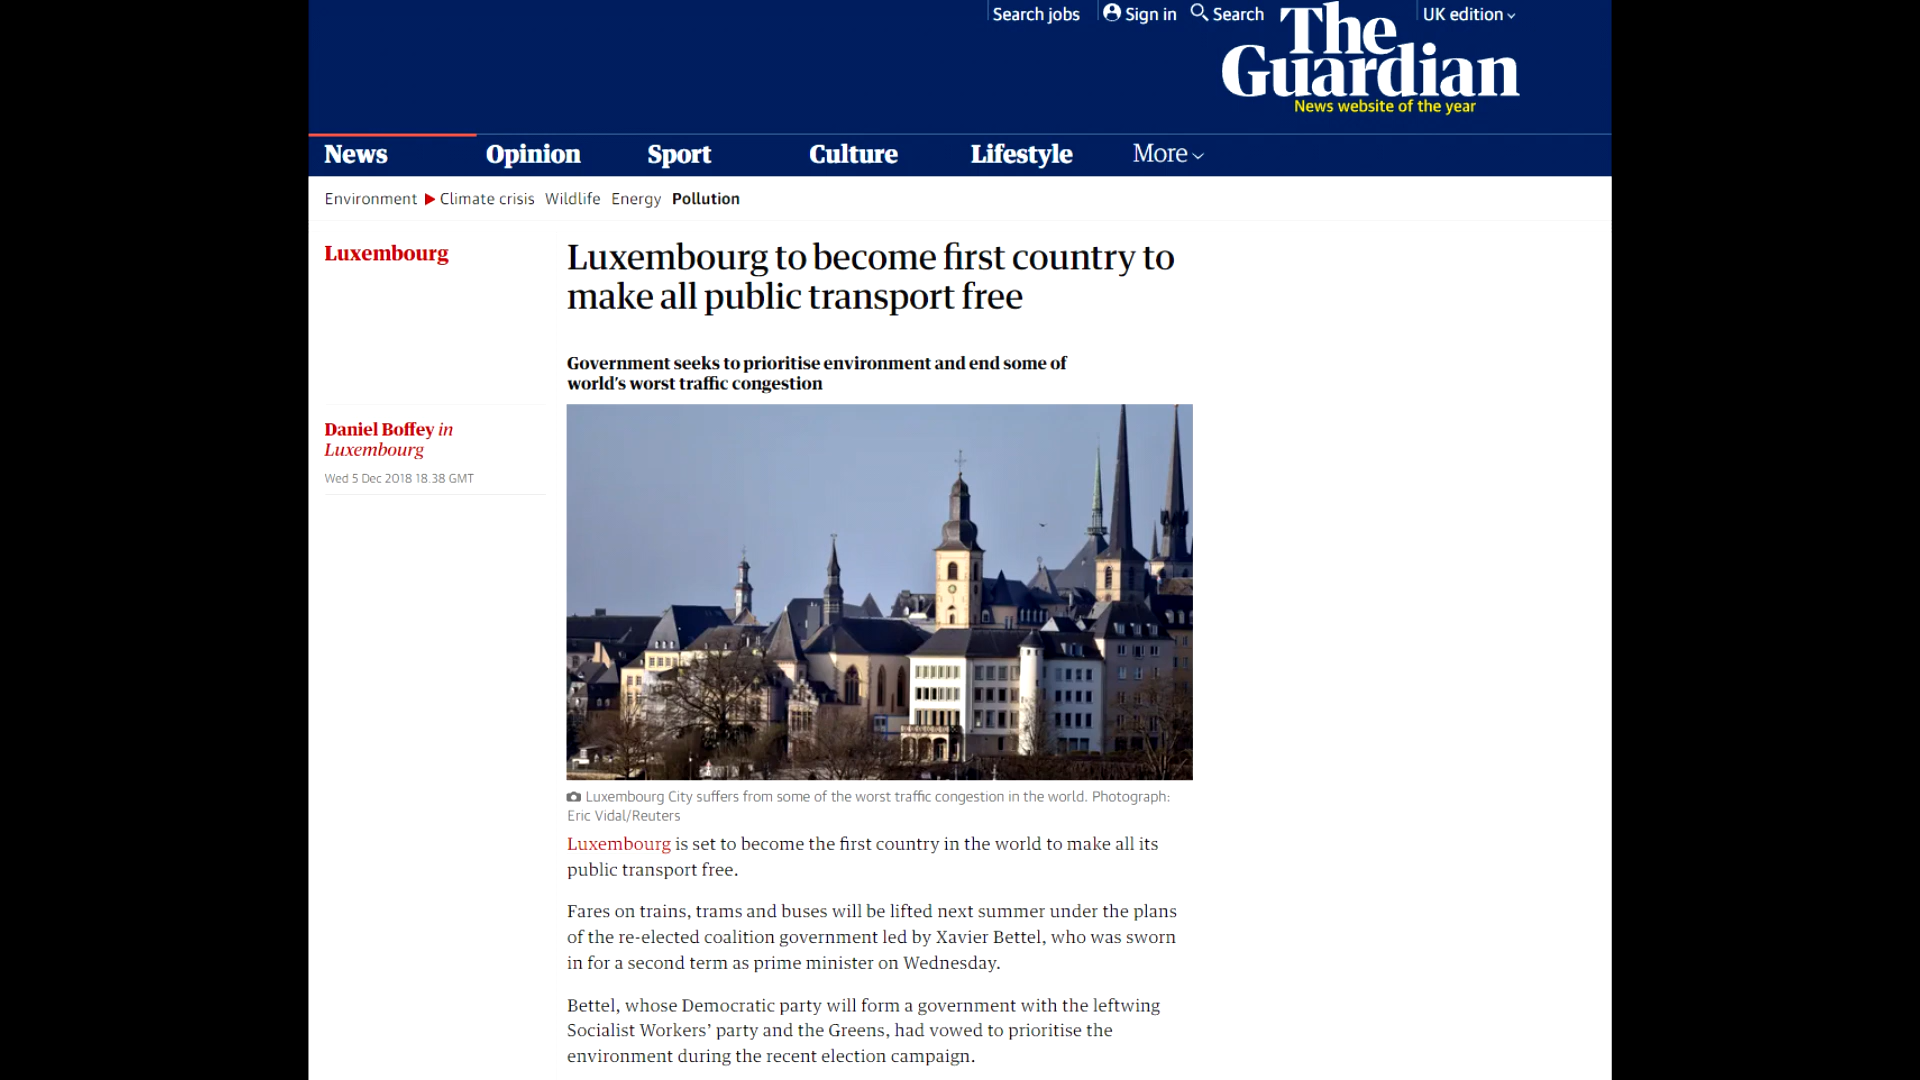 Search jobs
Sign in
Search
UK edition
The
Guardian
News website of the year
News
Opinion
Sport
Culture
Lifestyle
More
Environment
Climate crisis
Wildlife
Energy
Pollution
Luxembourg
Luxembourg to become first country to
make all public transport free
Government seeks to prioritise environment and end some of
world's worst traffic congestion
Daniel Boffey in
Luxembourg
Wed 5 Dec 2018 18.38 GMT
Luxembourg City suffers from some of the worst traffic congestion in the world. Photograph:
Eric Vidal/Reuters
Luxembourg is set to become the first country in the world to make all its
public transport free.
Fares on trains, trams and buses will be lifted next summer under the plans
of the re-elected coalition government led by Xavier Bettel, who was sworn
in for a second term as prime minister on Wednesday.
Bettel, whose Democratic party will form a government with the leftwing
Socialist Workers' party and the Greens, had vowed to prioritise the
environment during the recent election campaign.